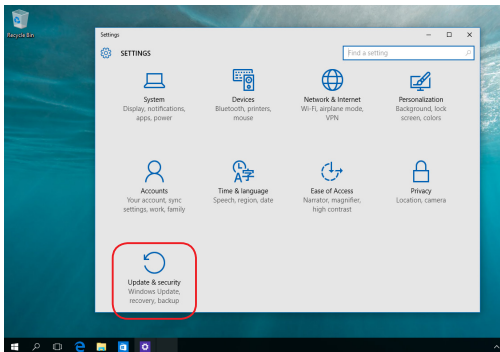 Recycle Bin
Settings
SETTINGS
Find a setting
System
Display, notifications,
apps, power
Devices
Bluetooth, printers,
mouse
Network & Internet
Wi-Fi, airplane mode,
VPN
Personalization
Background, lock
screen, colors
Accounts
Your account, sync
settings, work, family
Time & language
Speech, region, date
Ease of Access
Narrator, magnifier,
high contrast
Privacy
Location, camera
Update & security
Windows Update,
recovery, backup